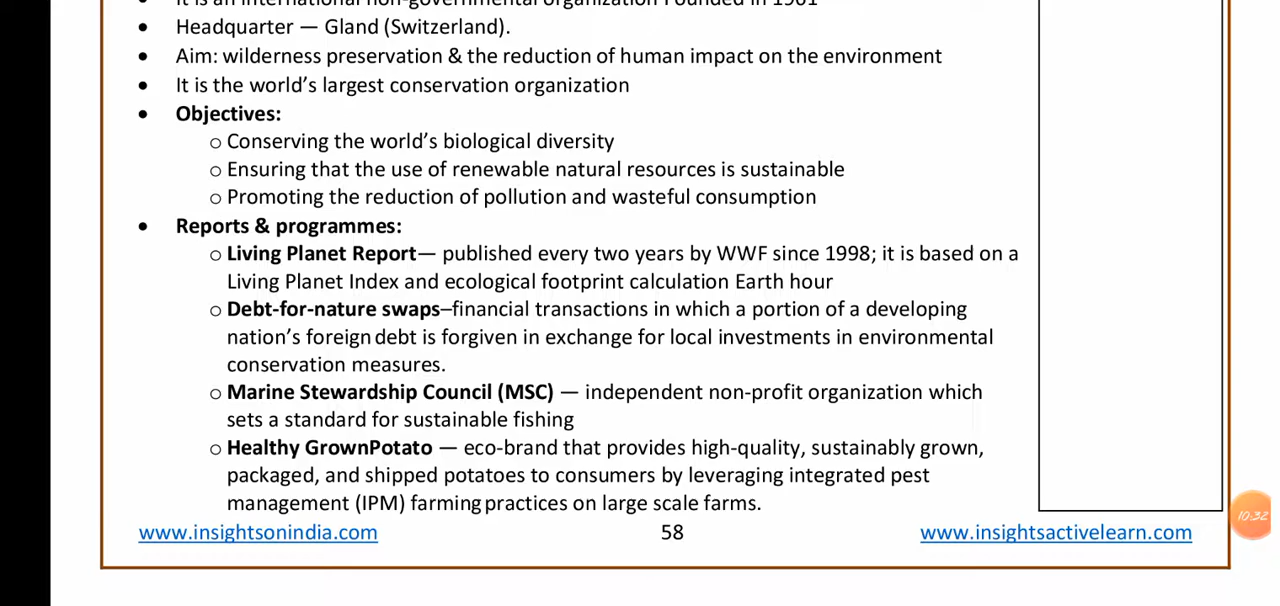 It is an international non-governmental organization Founded in 1961
• Headquarter — Gland (Switzerland).
• Aim: wilderness preservation & the reduction of human impact on the environment
• It is the world's largest conservation organization
• Objectives:
o Conserving the world's biological diversity
o Ensuring that the use of renewable natural resources is sustainable
o Promoting the reduction of pollution and wasteful consumption
• Reports & programmes:
o Living Planet Report— published every two years by WWF since 1998; it is based on a
Living Planet Index and ecological footprint calculation Earth hour
o Debt-for-nature swaps–financial transactions in which a portion of a developing
nation's foreign debt is forgiven in exchange for local investments in environmental
conservation measures.
o Marine Stewardship Council (MSC) — independent non-profit organization which
sets a standard for sustainable fishing
o Healthy GrownPotato — eco-brand that provides high-quality, sustainably grown,
packaged, and shipped potatoes to consumers by leveraging integrated pest
management (IPM) farming practices on large scale farms.
www.insightsonindia.com 58 www.insightsactivelearn.com
10:32